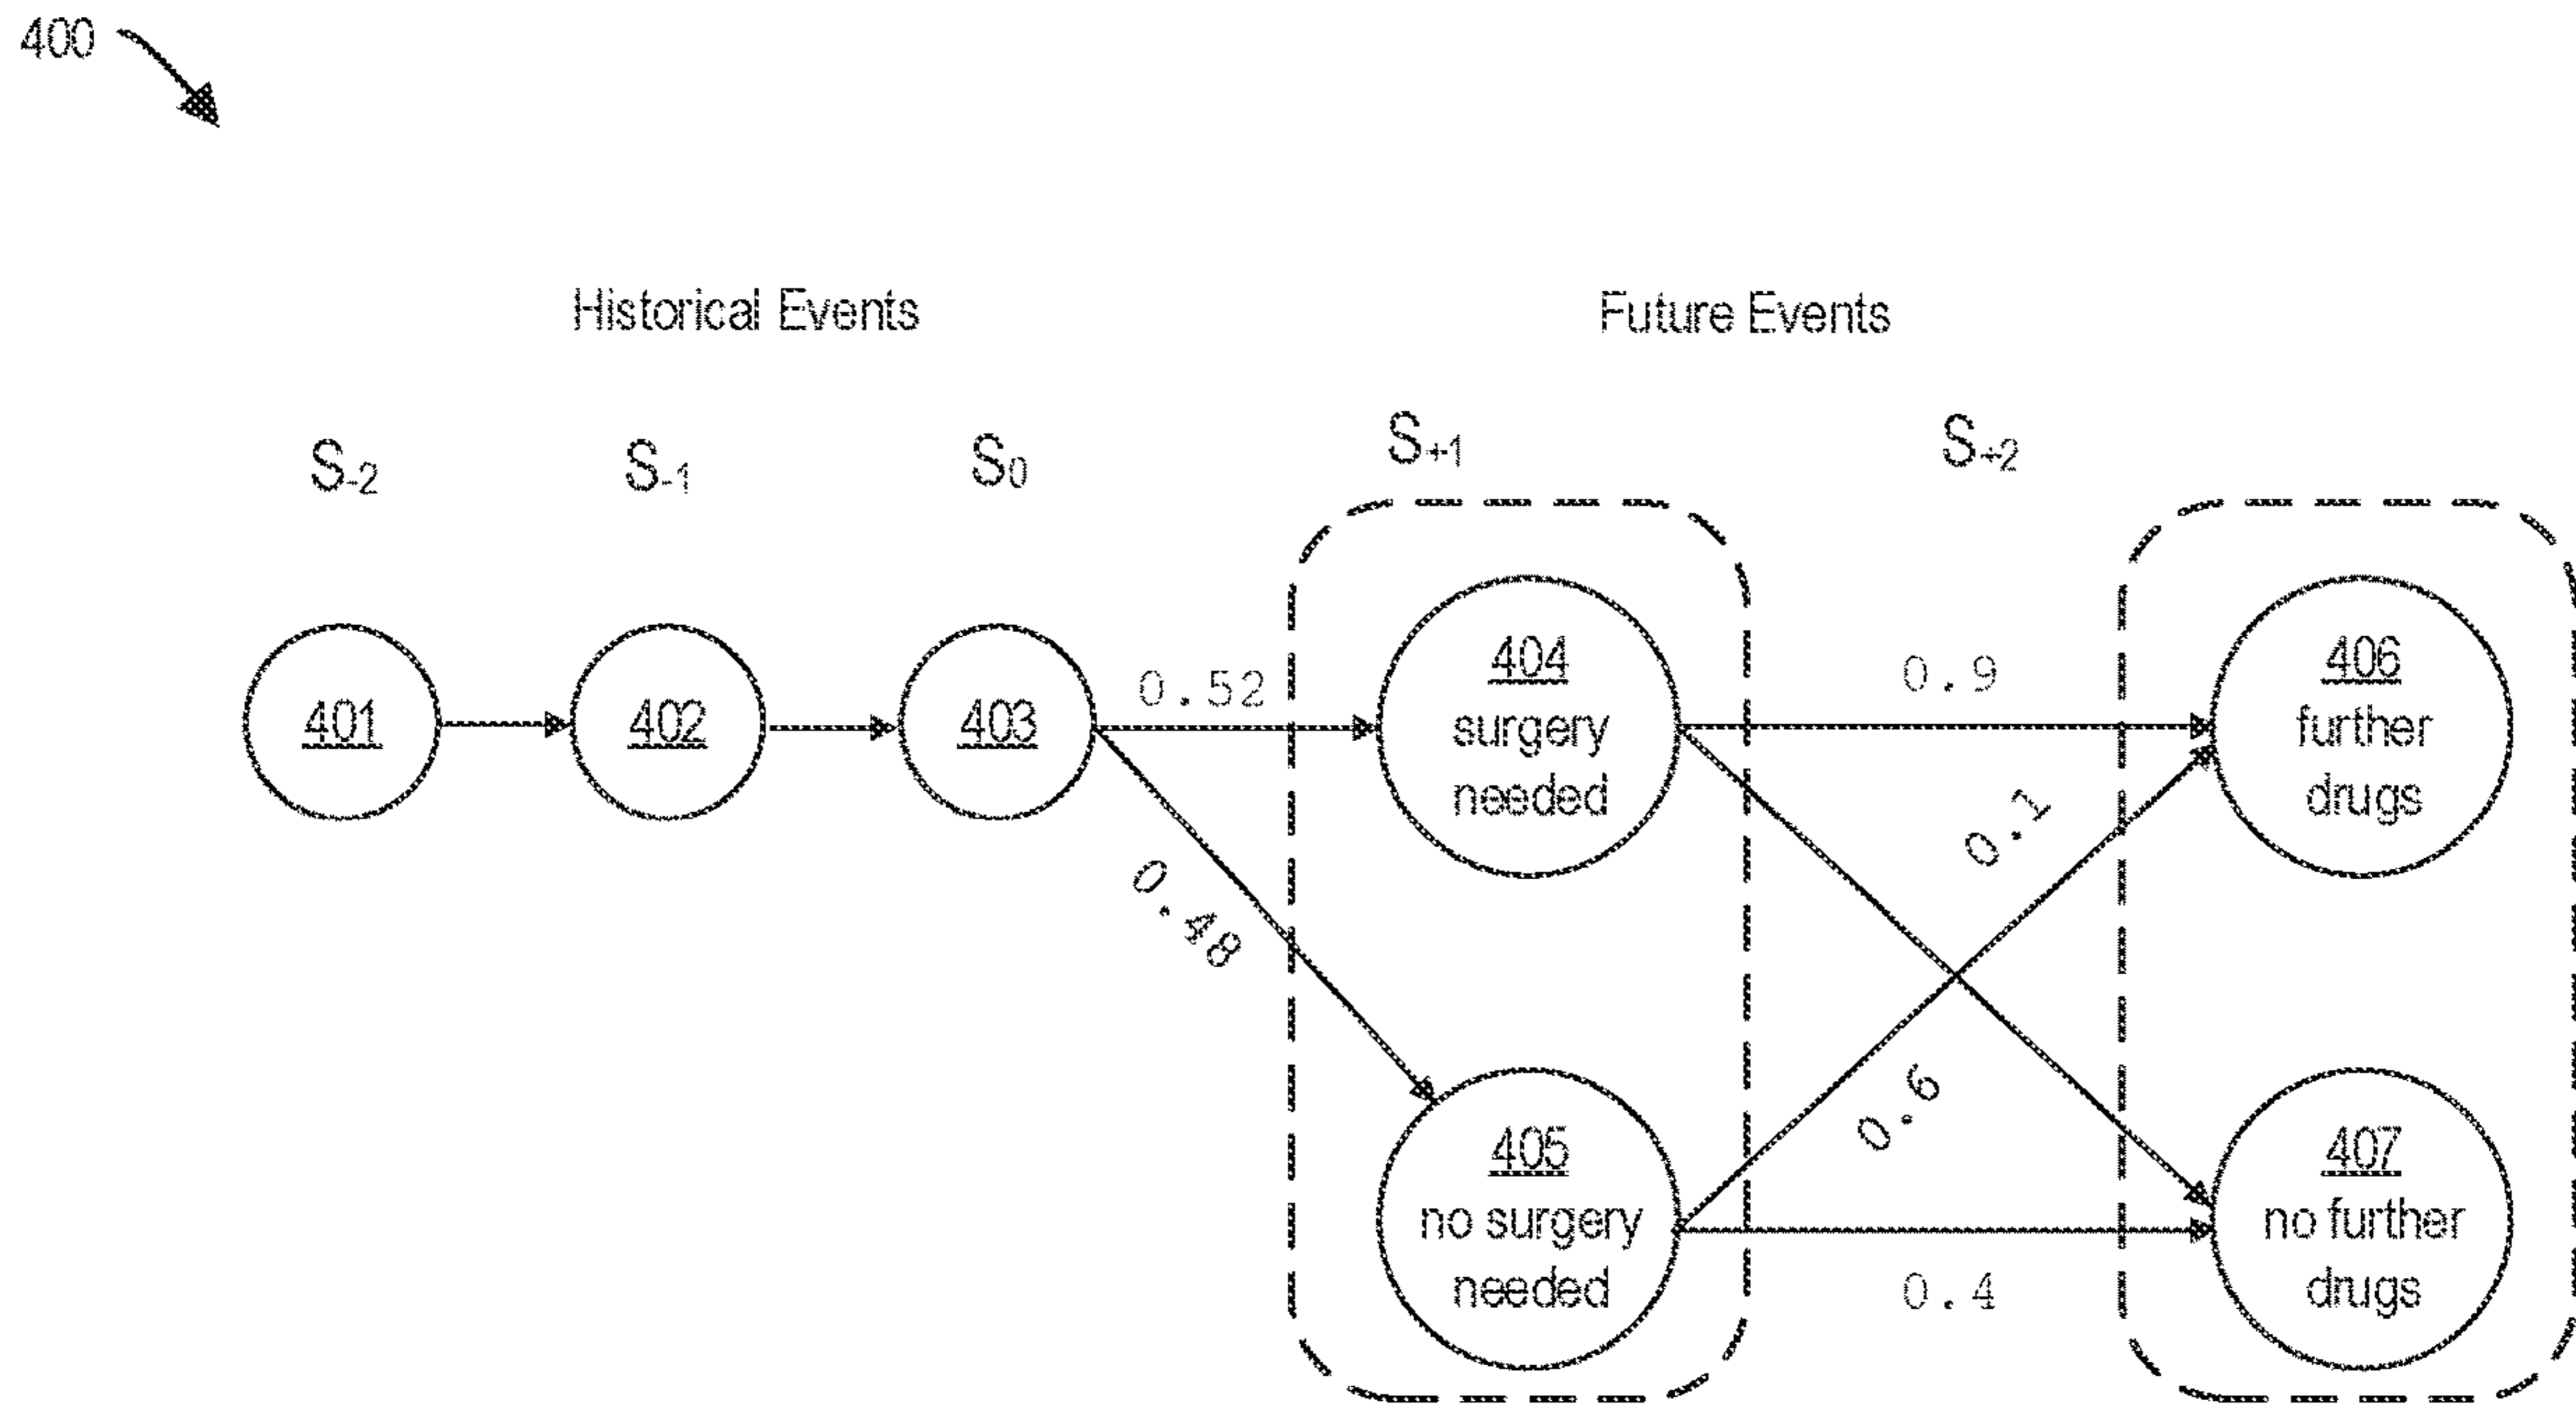 400
Historical Events
Future Events
S-2
S-1
S0
S+1
S+2
401
402
403
0.52
0.48
404
surgery
needed
405
no surgery
needed
0.9
0.1
0.6
0.4
406
further
drugs
407
no further
drugs